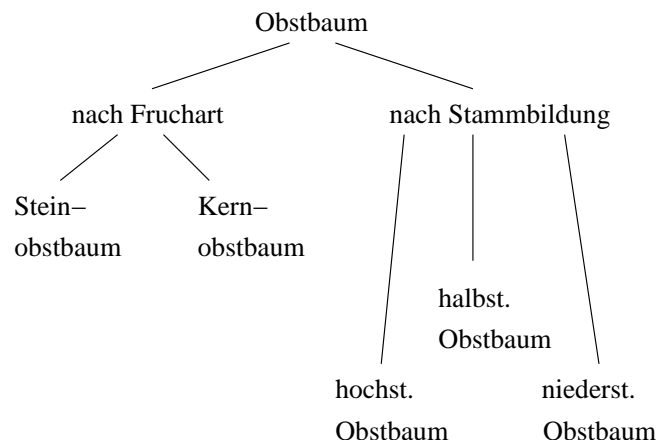 Obstbaum
nach Fruchart
nach Stammbildung
Stein–
obstbaum
Kern–
obstbaum
halbst.
Obstbaum
hochst.
Obstbaum
niederst.
Obstbaum